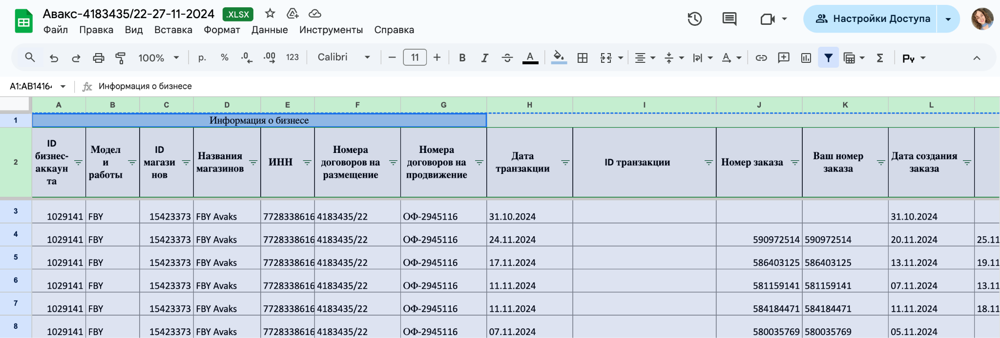 Авакс-4183435/22-27-11-2024 .XLSX
Файл Правка Вид Вставка Формат Данные Инструменты Справка
Настройки Доступа
100% р. % .0 .00 123 Calibri 11 B I A Σ Ру
A1:AB1416 fx Информация о бизнесе
A B C D E F G H I J K L
1 Информация о бизнесе
2
ID бизнес-аккаунта
Модели работы
ID магазинов
Названия магазинов
ИНН
Номера договоров на размещение
Номера договоров на продвижение
Дата транзакции
ID транзакции
Номер заказа
Ваш номер заказа
Дата создания заказа
3 1029141 FBY 15423373 FBY Avaks 7728338616 4183435/22 ОФ-2945116 31.10.2024 31.10.2024
4 1029141 FBY 15423373 FBY Avaks 7728338616 4183435/22 ОФ-2945116 24.11.2024 590972514 590972514 20.11.2024 25.11
5 1029141 FBY 15423373 FBY Avaks 7728338616 4183435/22 ОФ-2945116 17.11.2024 586403125 586403125 13.11.2024 19.11
6 1029141 FBY 15423373 FBY Avaks 7728338616 4183435/22 ОФ-2945116 11.11.2024 581159141 581159141 07.11.2024 13.11
7 1029141 FBY 15423373 FBY Avaks 7728338616 4183435/22 ОФ-2945116 11.11.2024 584184471 584184471 11.11.2024 18.11
8 1029141 FBY 15423373 FBY Avaks 7728338616 4183435/22 ОФ-2945116 07.11.2024 580035769 580035769 05.11.2024